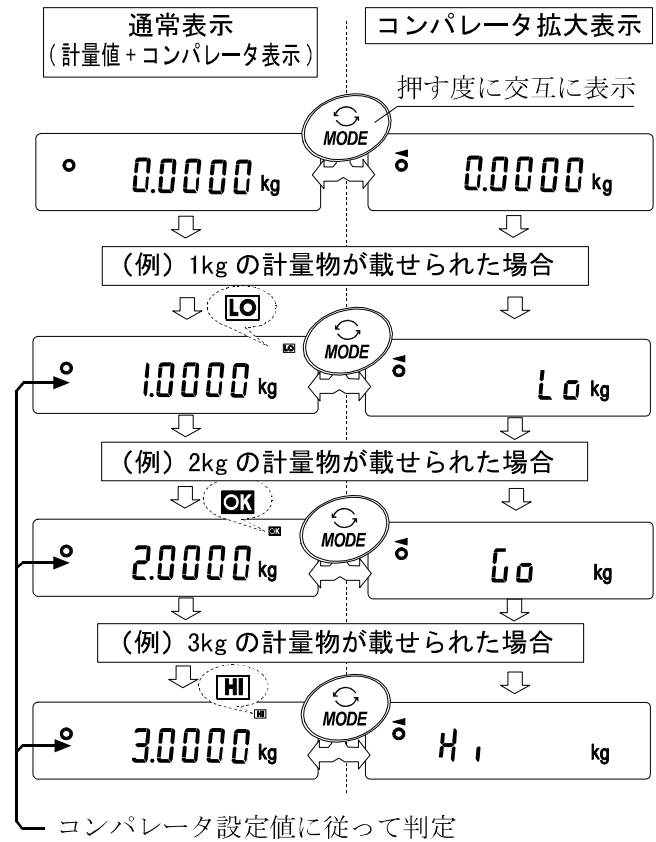 通常表示
(計量値+コンパレータ表示)
コンパレータ拡大表示
押す度に交互に表示
MODE
0.0000 kg
0.0000 kg
(例) 1kg の計量物が載せられた場合
LO
LO
MODE
1.0000 kg
Lo kg
(例) 2kg の計量物が載せられた場合
OK
OK
MODE
2.0000 kg
Go kg
(例) 3kg の計量物が載せられた場合
HI
HI
MODE
3.0000 kg
Hi kg
コンパレータ設定値に従って判定